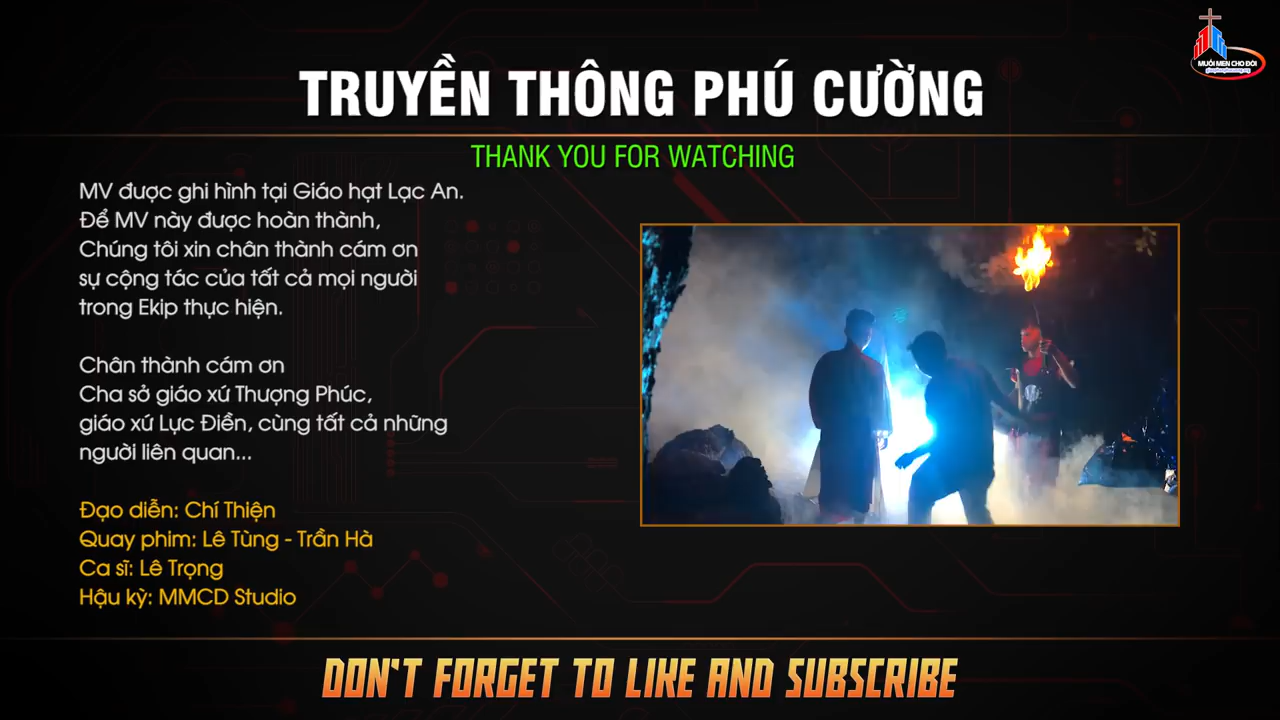 MUỐI MEN CHO ĐỜI
TRUYỀN THÔNG PHÚ CƯỜNG
THANK YOU FOR WATCHING
MV được ghi hình tại Giáo hạt Lạc An.
Để MV này được hoàn thành,
Chúng tôi xin chân thành cám ơn
sự cộng tác của tất cả mọi người
trong Ekip thực hiện.
Chân thành cám ơn
Cha sở giáo xứ Thượng Phúc,
giáo xứ Lực Điền, cùng tất cả những
người liên quan...
Đạo diễn: Chí Thiện
Quay phim: Lê Tùng - Trần Hà
Ca sĩ: Lê Trọng
Hậu kỳ: MMCD Studio
DON'T FORGET TO LIKE AND SUBSCRIBE